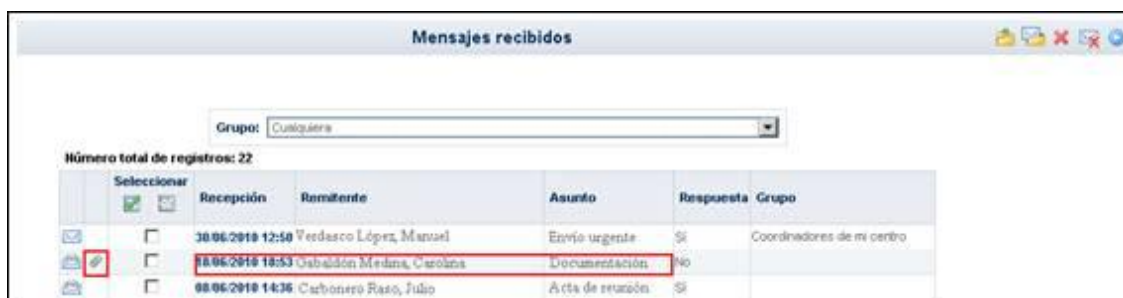 Mensajes recibidos
Grupo: Cualquiera
Número total de registros: 22
Seleccionar
Recepción Remitente Asunto Respuesta Grupo
30/06/2010 12:50 Verdasco López, Manuel Envío urgente Sí Coordinadores de mi centro
18/06/2010 18:53 Gabaldón Medina, Carolina Documentación No
08/06/2010 14:36 Carbonero Raso, Julio Acta de reunión Sí